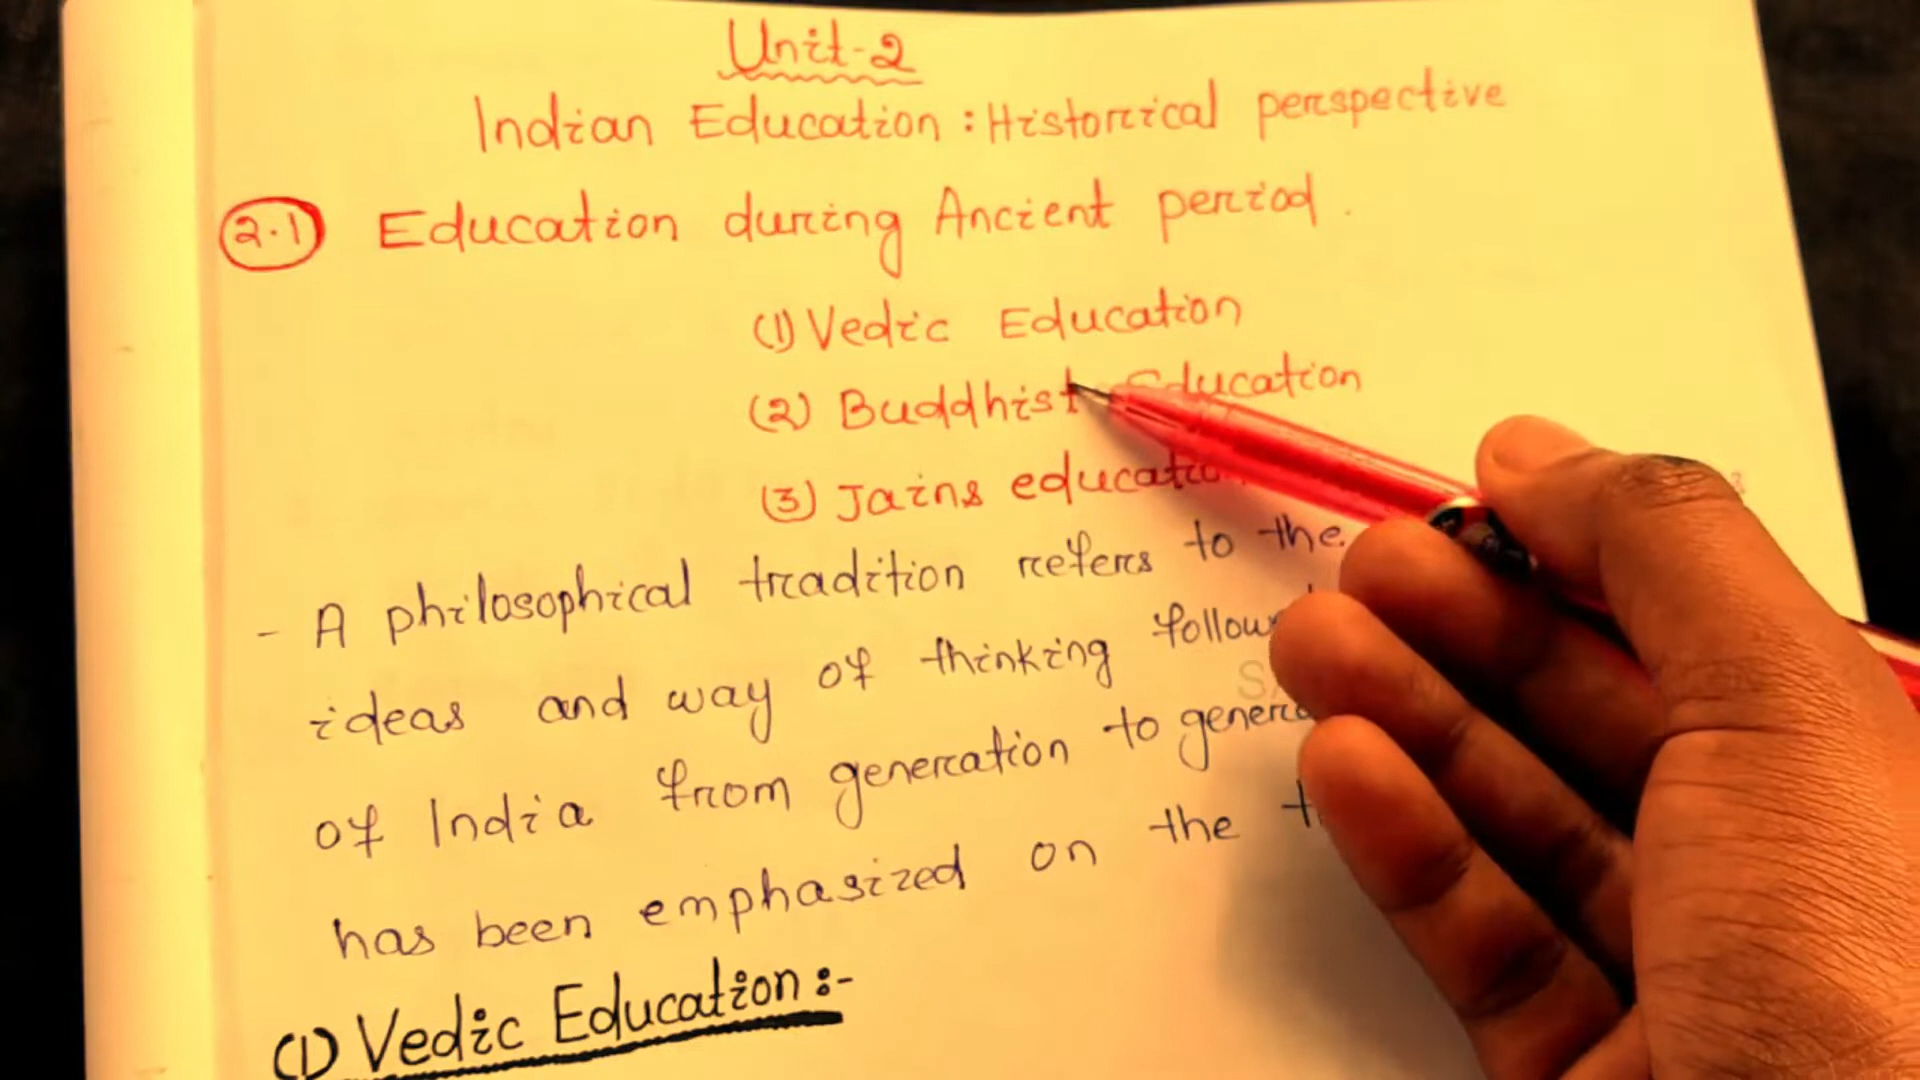 Unit-2
Indian Education : Historical perspective
2.1 Education during Ancient period.
(1) Vedic Education
(2) Buddhist Education
(3) Jains
- A philosophical tradition refers to the
ideas and way of thinking
of India from generation to
has been emphasized on the
(1) Vedic Education :-